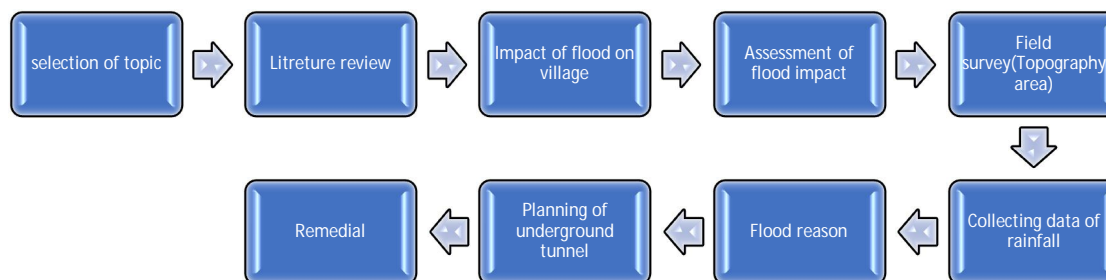 selection of topic
Litreture review
Impact of flood on
village
Assessment of
flood impact
Field
survey(Topography
area)
Collecting data of
rainfall
Flood reason
Planning of
underground
tunnel
Remedial